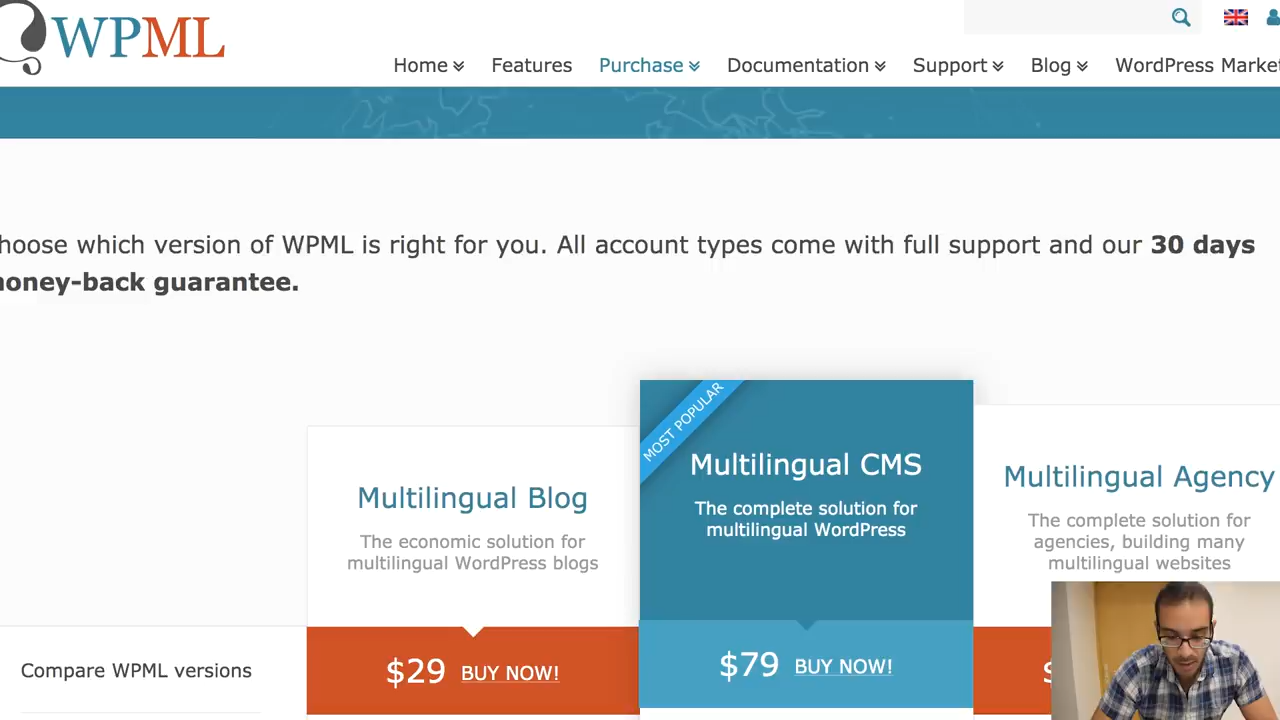 WPML
Home Features Purchase Documentation Support Blog WordPress
hoose which version of WPML is right for you. All account types come with full support and our 30 days
oney-back guarantee.
MOST POPULAR
Multilingual Blog
The economic solution for
multilingual WordPress blogs
Multilingual CMS
The complete solution for
multilingual WordPress
Multilingual Agency
The complete solution for
agencies, building many
multilingual websites
Compare WPML versions
$29 BUY NOW!
$79 BUY NOW!
$